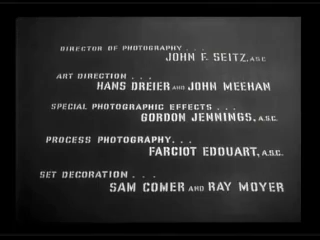 DIRECTOR OF PHOTOGRAPHY . . .
JOHN F. SEITZ, A.S.C.
ART DIRECTION . . .
HANS DREIER AND JOHN MEEHAN
SPECIAL PHOTOGRAPHIC EFFECTS . . .
GORDON JENNINGS, A.S.C.
PROCESS PHOTOGRAPHY. . .
FARCIOT EDOUART, A.S.C.
SET DECORATION . . .
SAM COMER AND RAY MOYER